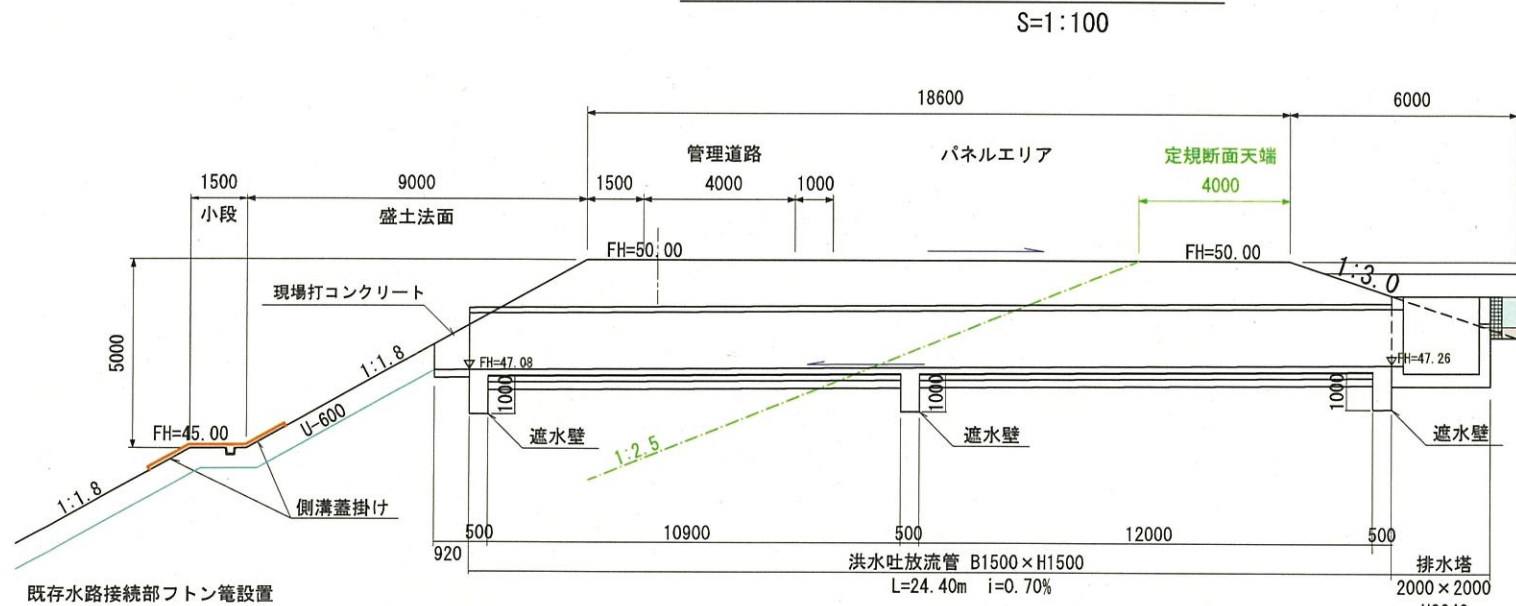 S=1:100
18600
6000
管理道路
パネルエリア
定規断面天端
1500
9000
1500
4000
1000
4000
小段
盛土法面
FH=50.00
FH=50.00
1:3.0
現場打コンクリート
5000
1:1.8
FH=47.08
FH=47.26
1000
1000
1000
U-600
FH=45.00
遮水壁
遮水壁
遮水壁
1:2.5
1:1.8
側溝蓋掛け
500
10900
500
12000
500
920
洪水吐放流管 B1500×H1500
排水塔
L=24.40m i=0.70%
2000×2000
既存水路接続部フトン篭設置